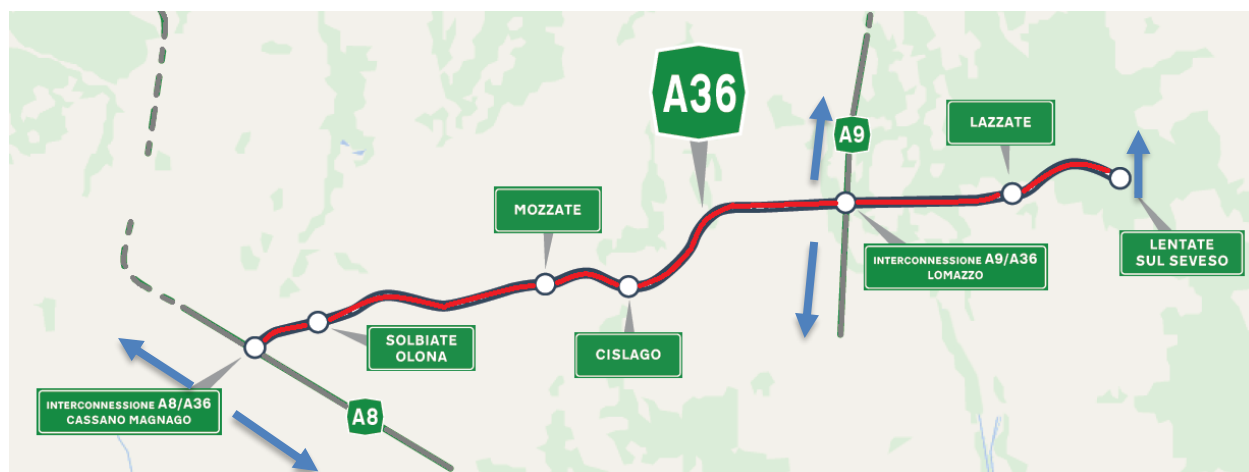 A36
A9
LAZZATE
MOZZATE
INTERCONNESSIONE A9/A36
LOMAZZO
LENTATE
SUL SEVESO
SOLBIATE
OLONA
CISLAGO
INTERCONNESSIONE A8/A36
CASSANO MAGNAGO
A8